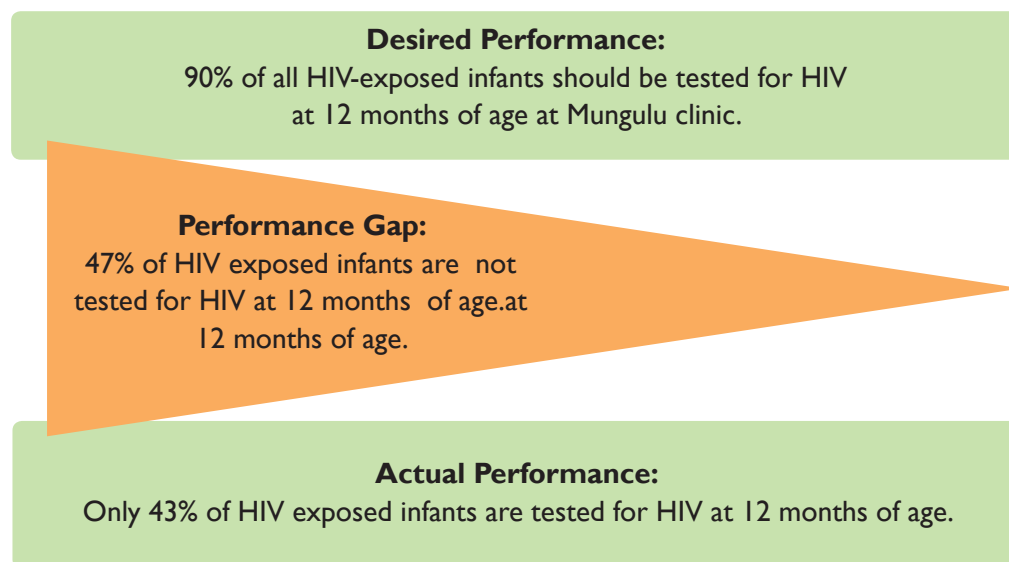 Desired Performance:
90% of all HIV-exposed infants should be tested for HIV
at 12 months of age at Mungulu clinic.
Performance Gap:
47% of HIV exposed infants are  not
tested for HIV at 12 months  of age.at
12 months of age.
Actual Performance:
Only 43% of HIV exposed infants are tested for HIV at 12 months of age.